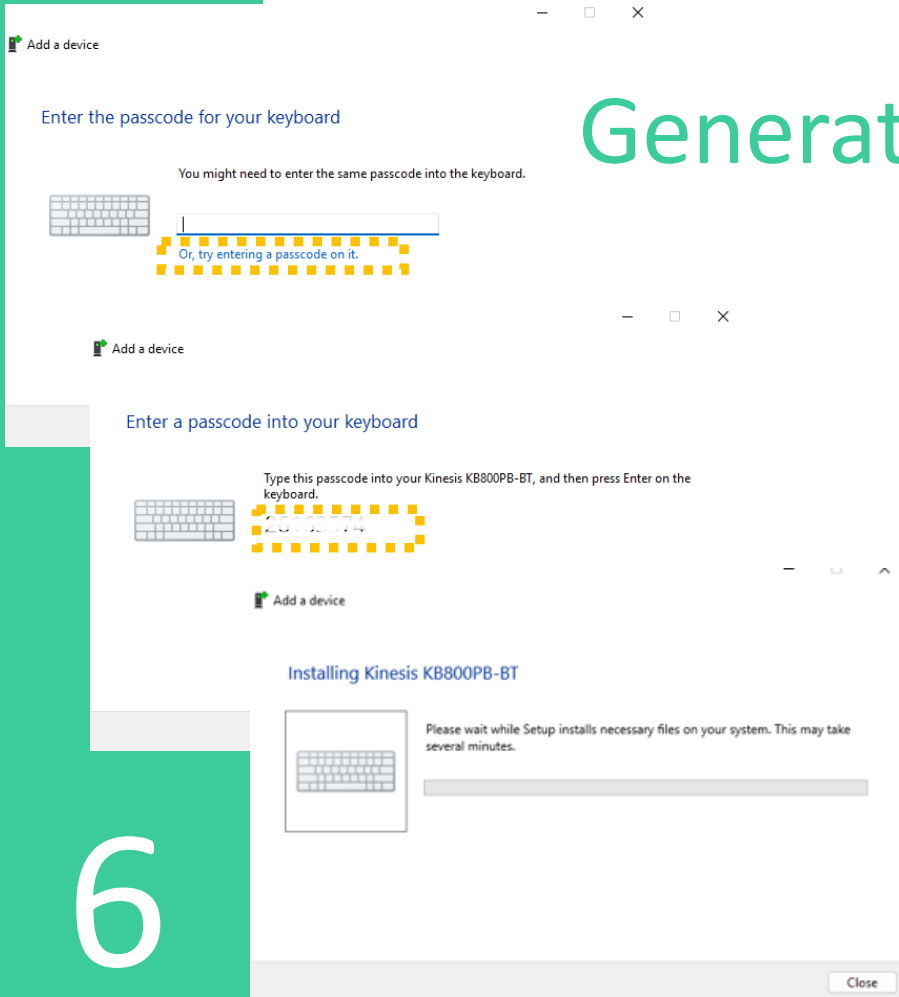 Add a device
Enter the passcode for your keyboard
Generat
You might need to enter the same passcode into the keyboard.
Or, try entering a passcode on it.
Add a device
Enter a passcode into your keyboard
Type this passcode into your Kinesis KB800PB-BT, and then press Enter on the
keyboard.
Add a device
Installing Kinesis KB800PB-BT
Please wait while Setup installs necessary files on your system. This may take
several minutes.
6
Close